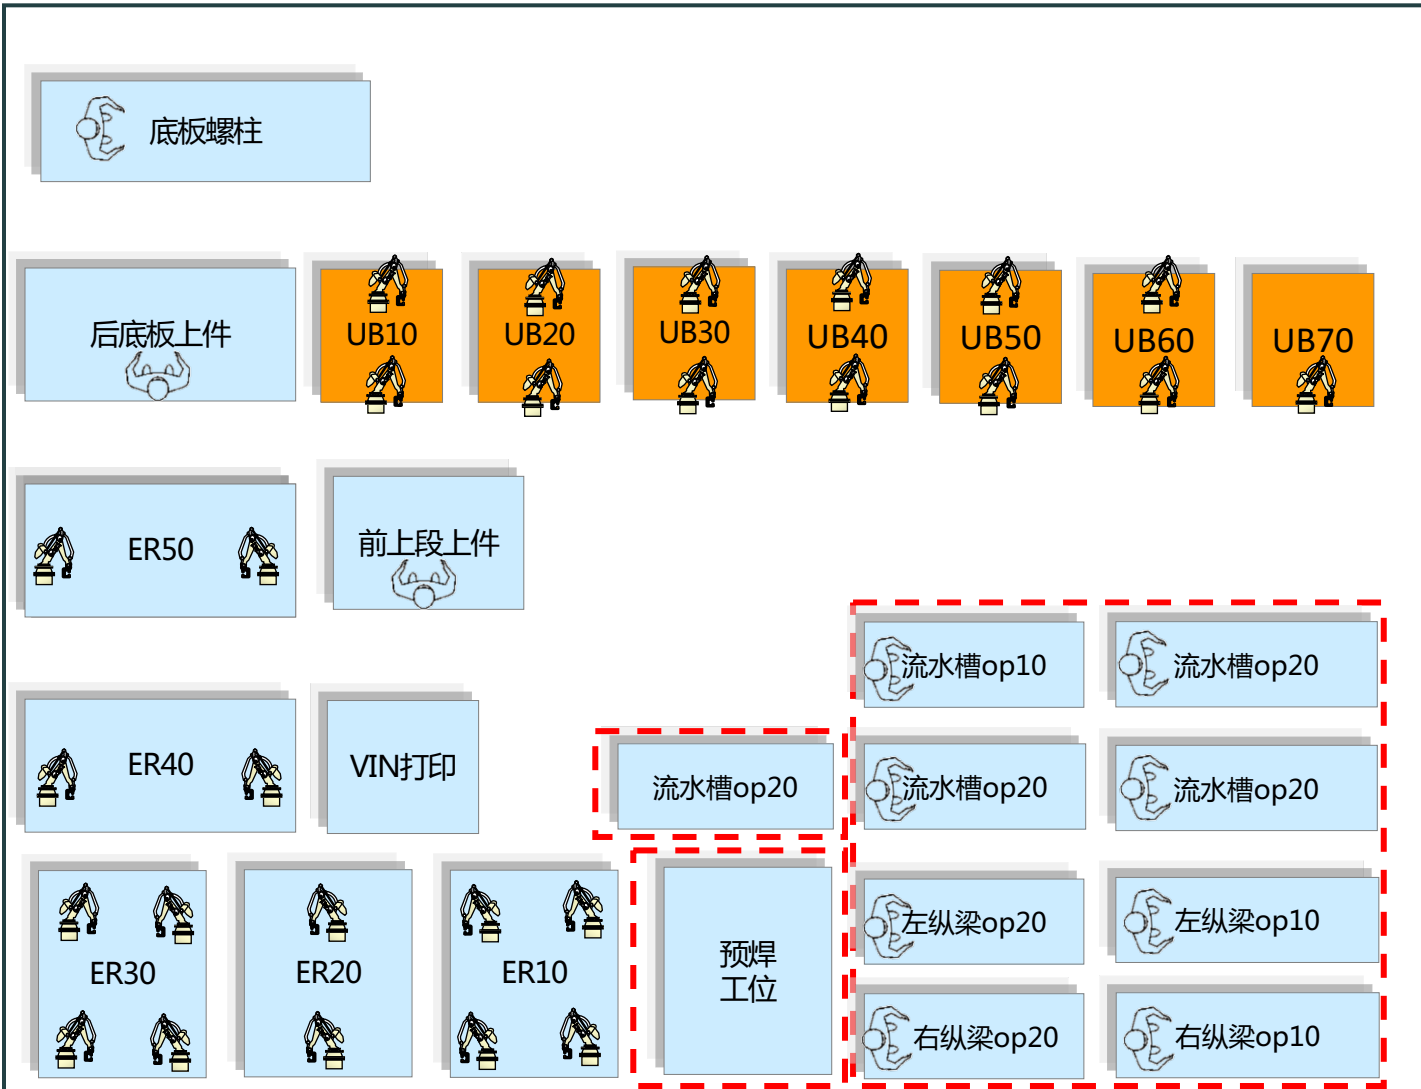 底板螺柱
后底板上件
UB10
UB20
UB30
UB40
UB50
UB60
UB70
ER50
前上段上件
流水槽op10
流水槽op20
ER40
VIN打印
流水槽op20
流水槽op20
流水槽op20
左纵梁op20
左纵梁op10
ER30
ER20
ER10
预焊
工位
右纵梁op20
右纵梁op10